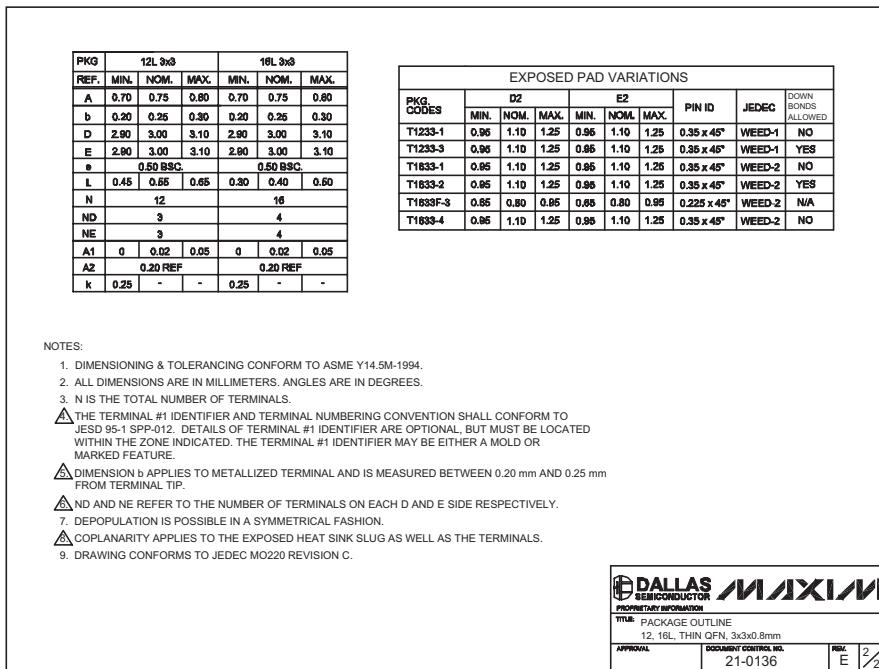 PKG 12L 3x3 16L 3x3
REF. MIN. NOM. MAX. MIN. NOM. MAX.
A 0.70 0.75 0.80 0.70 0.75 0.80
b 0.20 0.25 0.30 0.20 0.25 0.30
D 2.90 3.00 3.10 2.90 3.00 3.10
E 2.90 3.00 3.10 2.90 3.00 3.10
e 0.50 BSC. 0.50 BSC.
L 0.45 0.55 0.65 0.30 0.40 0.50
N 12 16
ND 3 4
NE 3 4
A1 0 0.02 0.05 0 0.02 0.05
A2 0.20 REF 0.20 REF
k 0.25 - - 0.25 - -
EXPOSED PAD VARIATIONS
PKG. CODES D2 E2 PIN ID JEDEC DOWN BONDS ALLOWED
MIN. NOM. MAX. MIN. NOM. MAX.
T1233-1 0.95 1.10 1.25 0.95 1.10 1.25 0.35 x 45° WEED-1 NO
T1233-3 0.95 1.10 1.25 0.95 1.10 1.25 0.35 x 45° WEED-1 YES
T1633-1 0.95 1.10 1.25 0.95 1.10 1.25 0.35 x 45° WEED-2 NO
T1633-2 0.95 1.10 1.25 0.95 1.10 1.25 0.35 x 45° WEED-2 YES
T1633F-3 0.65 0.80 0.95 0.65 0.80 0.95 0.225 x 45° WEED-2 N/A
T1633-4 0.95 1.10 1.25 0.95 1.10 1.25 0.35 x 45° WEED-2 NO
NOTES:
1. DIMENSIONING & TOLERANCING CONFORM TO ASME Y14.5M-1994.
2. ALL DIMENSIONS ARE IN MILLIMETERS. ANGLES ARE IN DEGREES.
3. N IS THE TOTAL NUMBER OF TERMINALS.
4. THE TERMINAL #1 IDENTIFIER AND TERMINAL NUMBERING CONVENTION SHALL CONFORM TO
JESD 95-1 SPP-012. DETAILS OF TERMINAL #1 IDENTIFIER ARE OPTIONAL, BUT MUST BE LOCATED
WITHIN THE ZONE INDICATED. THE TERMINAL #1 IDENTIFIER MAY BE EITHER A MOLD OR
MARKED FEATURE.
5. DIMENSION b APPLIES TO METALLIZED TERMINAL AND IS MEASURED BETWEEN 0.20 mm AND 0.25 mm
FROM TERMINAL TIP.
6. ND AND NE REFER TO THE NUMBER OF TERMINALS ON EACH D AND E SIDE RESPECTIVELY.
7. DEPOPULATION IS POSSIBLE IN A SYMMETRICAL FASHION.
8. COPLANARITY APPLIES TO THE EXPOSED HEAT SINK SLUG AS WELL AS THE TERMINALS.
9. DRAWING CONFORMS TO JEDEC MO220 REVISION C.
DALLAS SEMICONDUCTOR MAXIM
PROPRIETARY INFORMATION
TITLE: PACKAGE OUTLINE
12, 16L, THIN QFN, 3x3x0.8mm
APPROVAL DOCUMENT CONTROL NO. REV.
21-0136 E 2/2